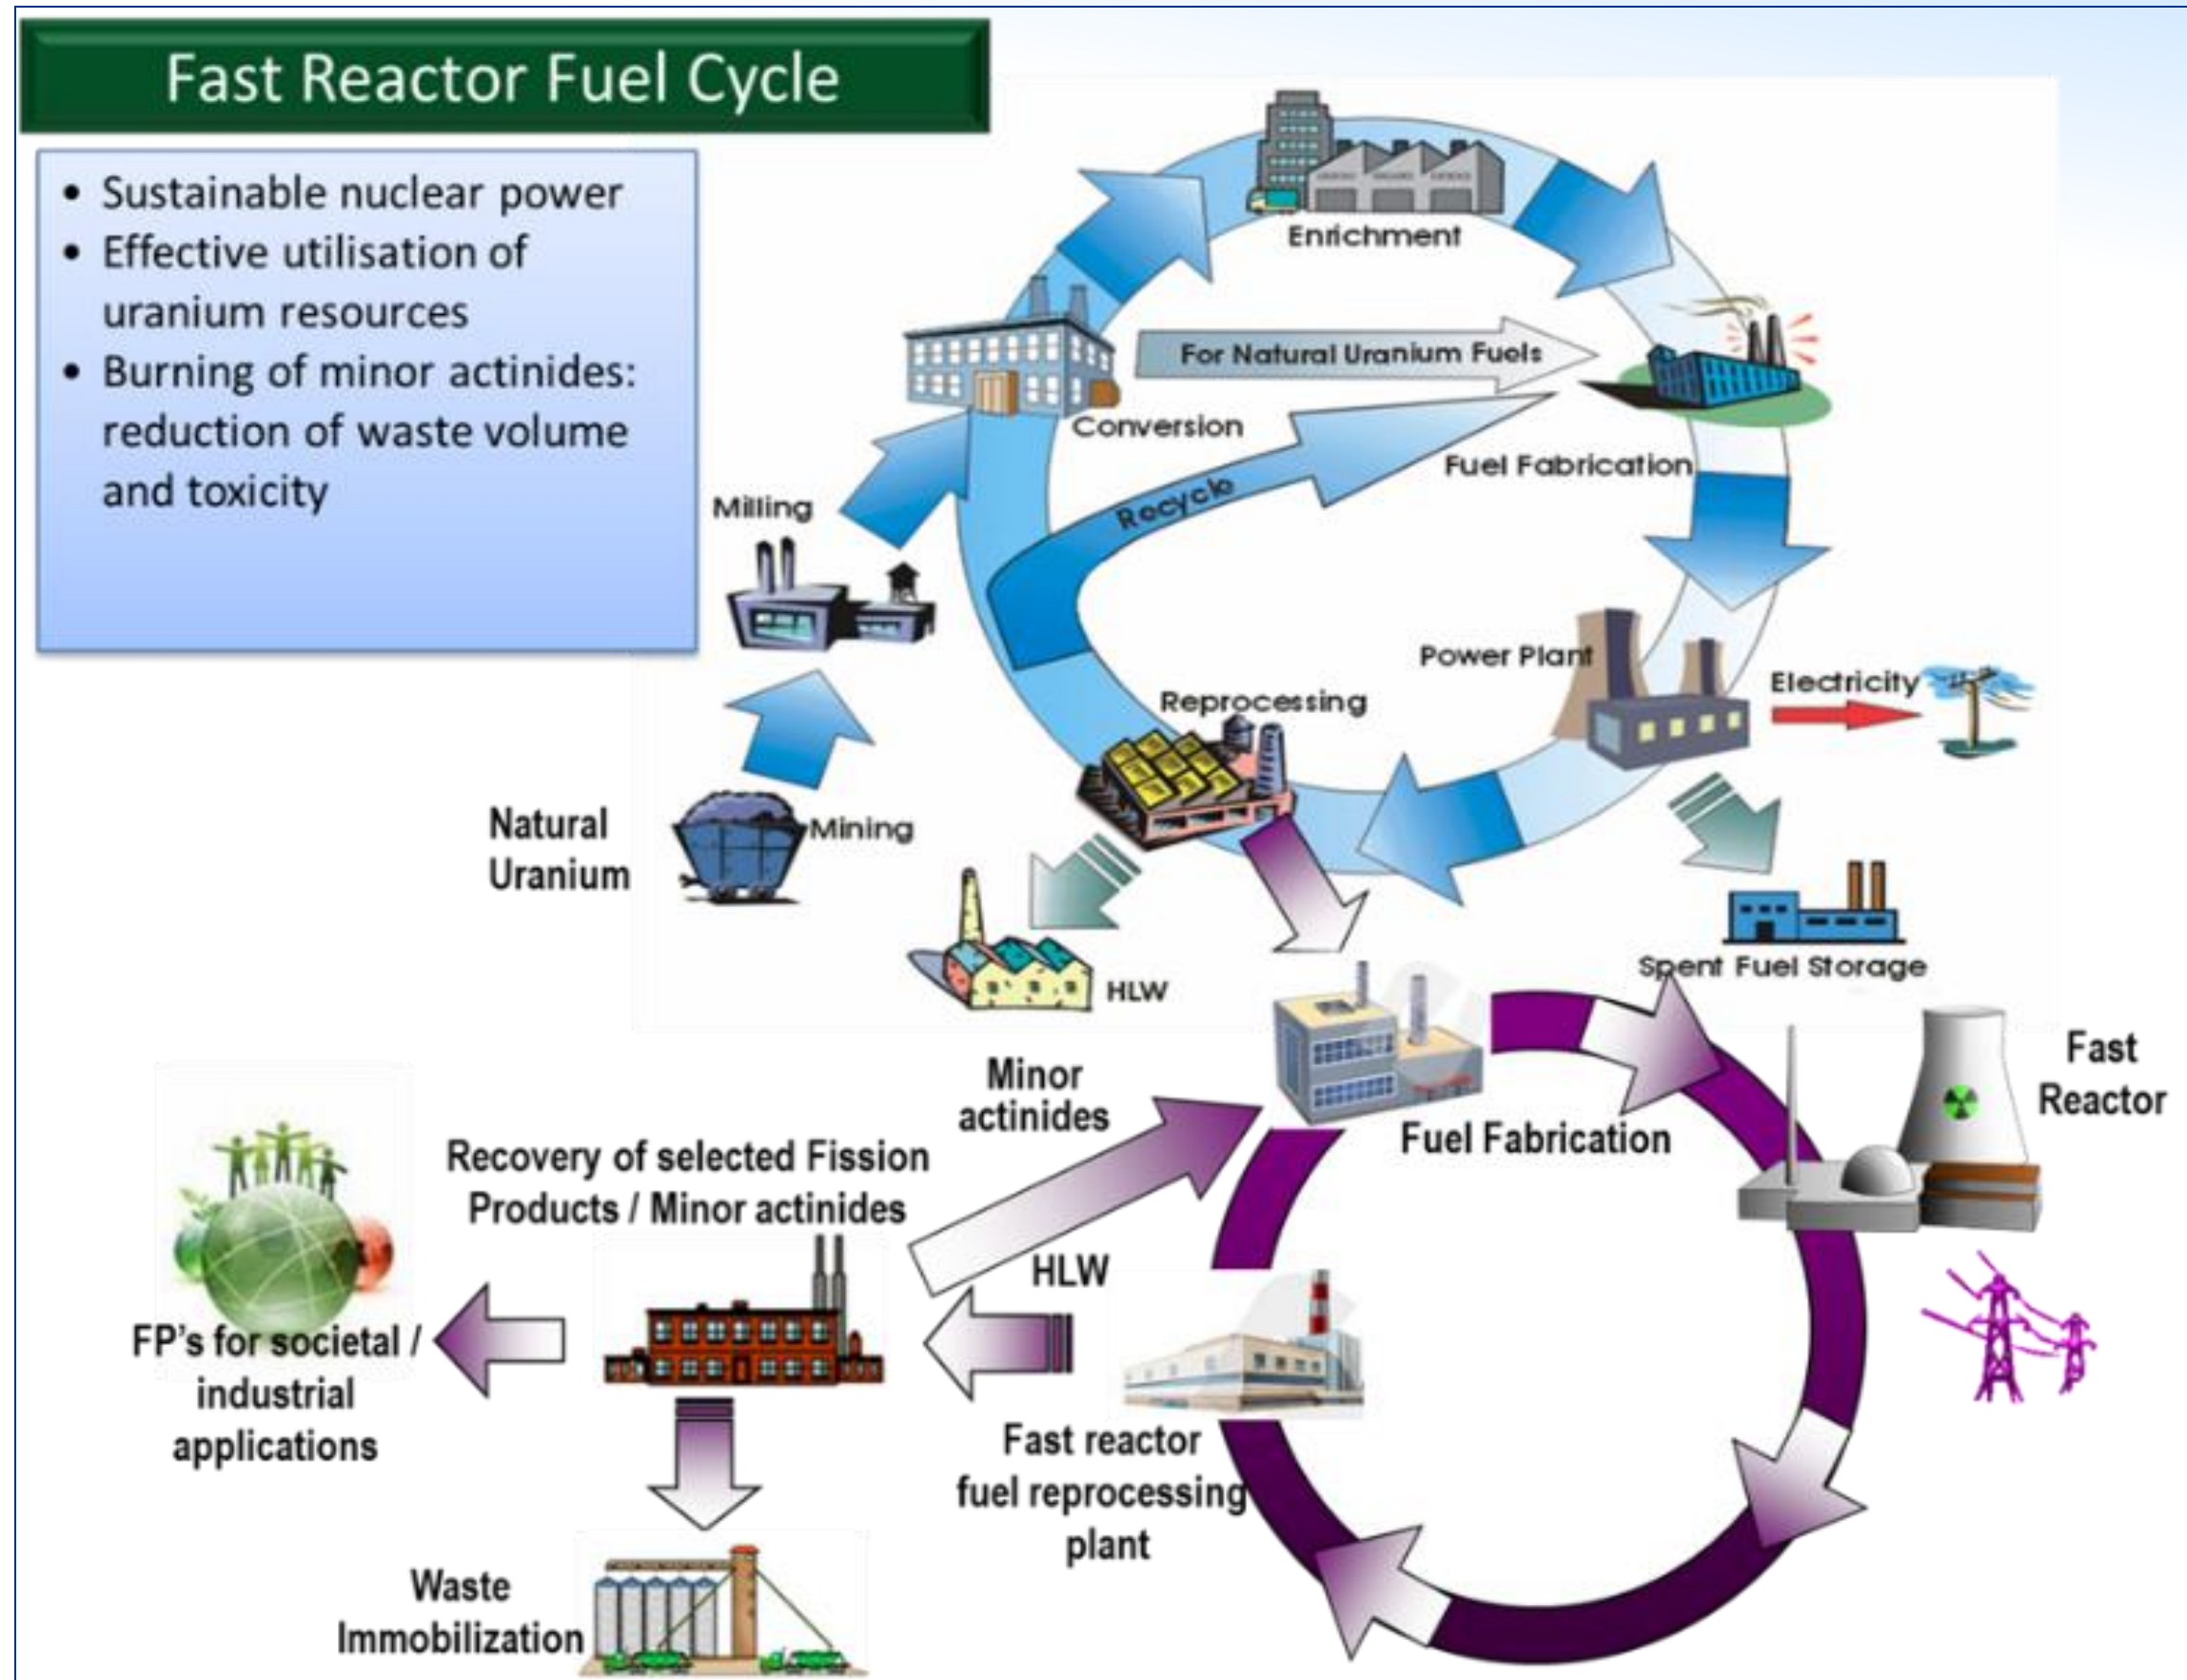 Fast Reactor Fuel Cycle
• Sustainable nuclear power
• Effective utilisation of
uranium resources
• Burning of minor actinides:
reduction of waste volume
and toxicity
Enrichment
For Natural Uranium Fuels
Conversion
Fuel Fabrication
Recycle
Milling
Power Plant
Electricity
Reprocessing
Natural
Uranium
Mining
HLW
Spent Fuel Storage
Fast
Reactor
Minor
actinides
Fuel Fabrication
Recovery of selected Fission
Products / Minor actinides
HLW
FP's for societal /
industrial
applications
Fast reactor
fuel reprocessing
plant
Waste
Immobilization